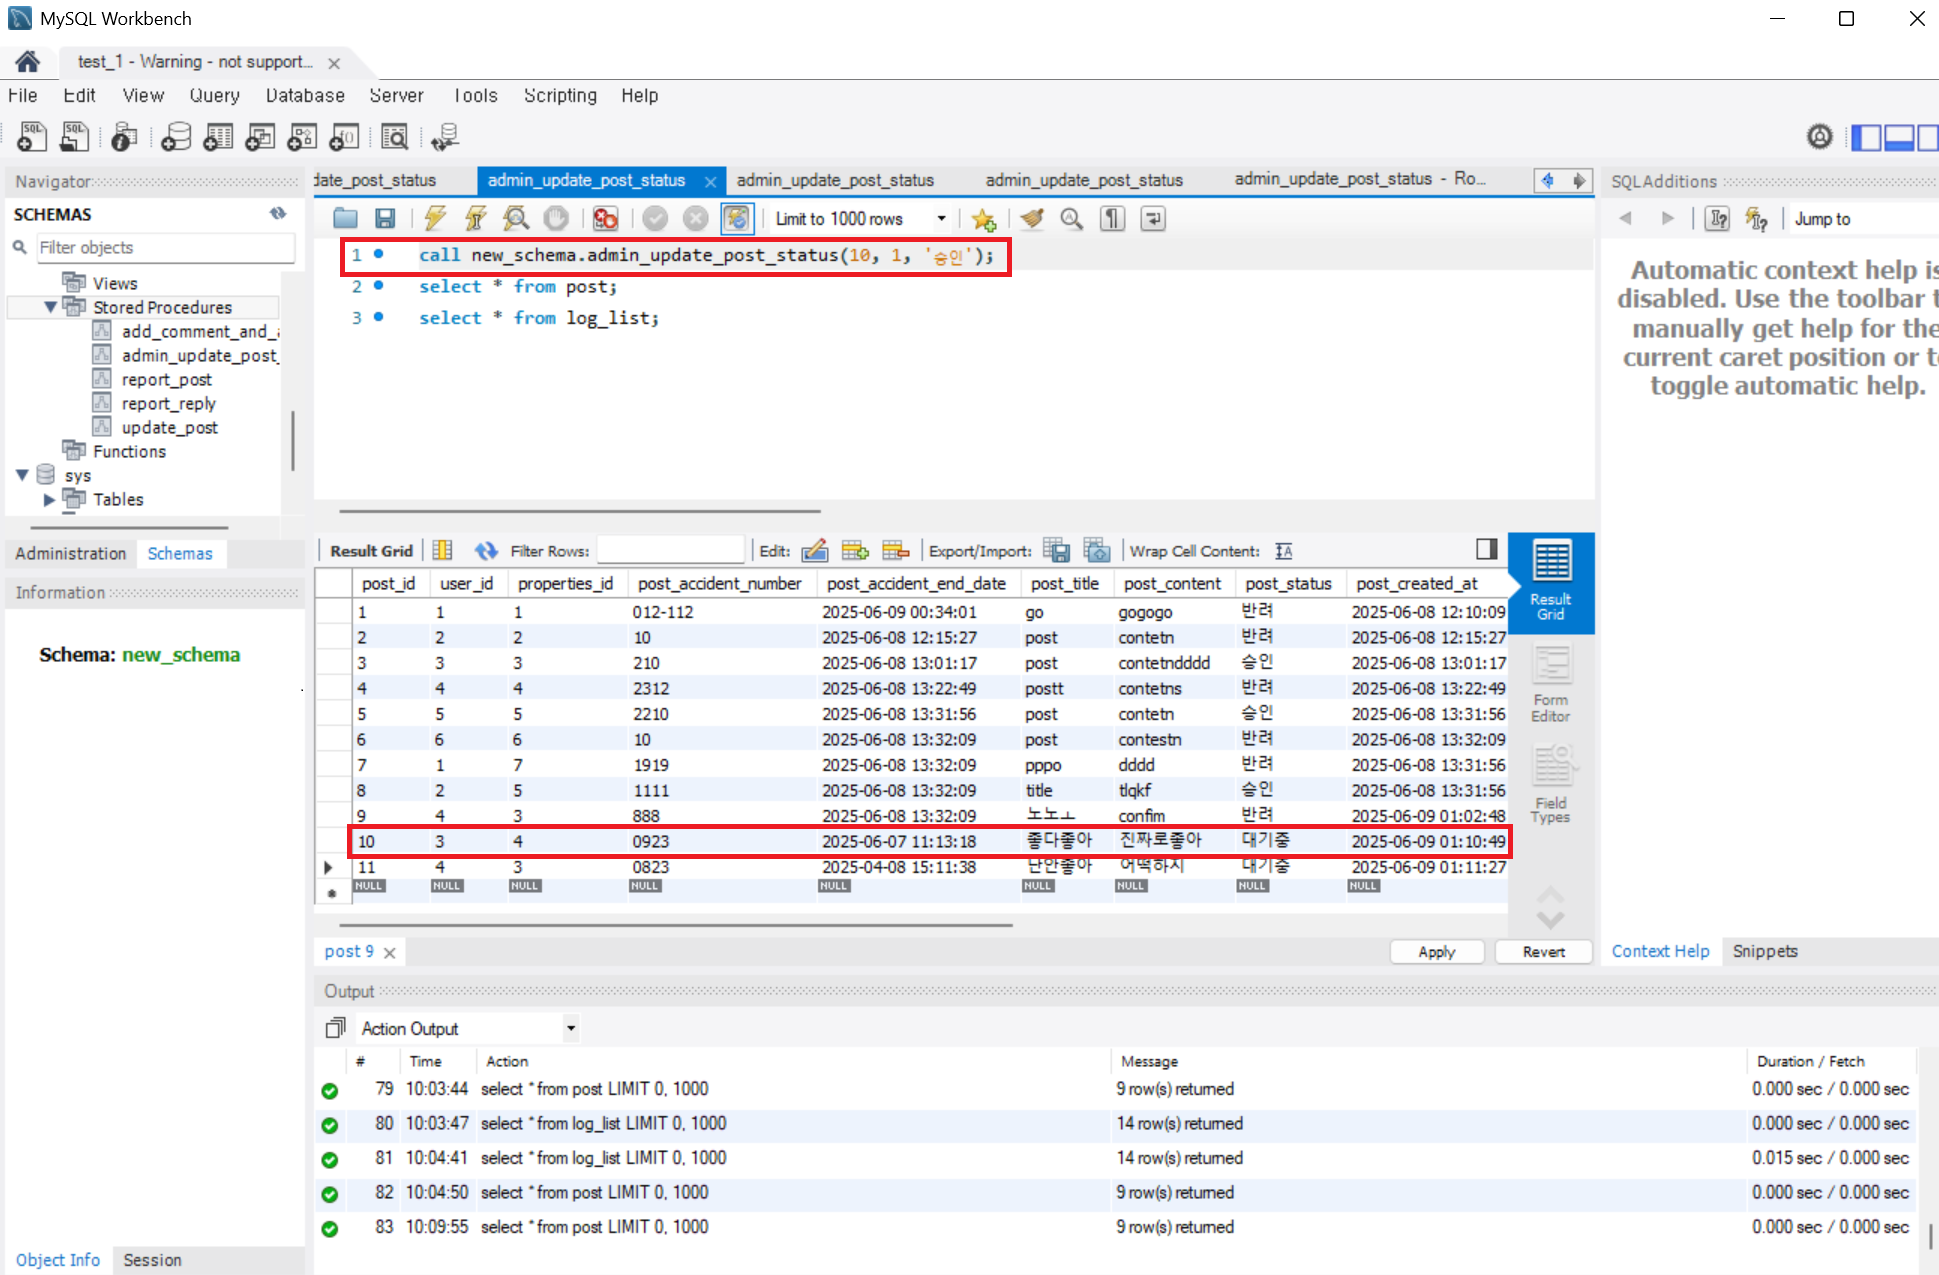 MySQL Workbench
test_1 - Warning - not support...
File Edit View Query Database Server Tools Scripting Help
Navigator
SCHEMAS
Filter objects
Views
Stored Procedures
add_comment_and_
admin_update_post_
report_post
report_reply
update_post
Functions
sys
Tables
Administration Schemas
Information
Schema: new_schema
Object Info Session
date_post_status admin_update_post_status admin_update_post_status admin_update_post_status admin_update_post_status - Ro...
Limit to 1000 rows
1 call new_schema.admin_update_post_status(10, 1, '승인');
2 select * from post;
3 select * from log_list;
Result Grid Filter Rows: Edit: Export/Import: Wrap Cell Content:
post_id user_id properties_id post_accident_number post_accident_end_date post_title post_content post_status post_created_at
1 1 1 012-112 2025-06-09 00:34:01 go gogogo 반려 2025-06-08 12:10:09
2 2 2 10 2025-06-08 12:15:27 post contetn 반려 2025-06-08 12:15:27
3 3 3 210 2025-06-08 13:01:17 post contetndddd 승인 2025-06-08 13:01:17
4 4 4 2312 2025-06-08 13:22:49 postt contetns 반려 2025-06-08 13:22:49
5 5 5 2210 2025-06-08 13:31:56 post contetn 승인 2025-06-08 13:31:56
6 6 6 10 2025-06-08 13:32:09 post contestn 반려 2025-06-08 13:32:09
7 1 7 1919 2025-06-08 13:32:09 pppo dddd 반려 2025-06-08 13:31:56
8 2 5 1111 2025-06-08 13:32:09 title tlqkf 승인 2025-06-08 13:31:56
9 4 3 888 2025-06-08 13:32:09 노노ㅗ confim 반려 2025-06-09 01:02:48
10 3 4 0923 2025-06-07 11:13:18 좋다좋아 진짜로좋아 대기중 2025-06-09 01:10:49
11 4 3 0823 2025-04-08 15:11:38 난안좋아 어떡하지 대기중 2025-06-09 01:11:27
NULL NULL NULL NULL NULL NULL NULL NULL NULL
Result Grid
Form Editor
Field Types
post 9
Apply Revert
SQLAdditions
Jump to
Automatic context help is
disabled. Use the toolbar t
manually get help for the
current caret position or to
toggle automatic help.
Context Help Snippets
Output
Action Output
# Time Action Message Duration / Fetch
79 10:03:44 select * from post LIMIT 0, 1000 9 row(s) returned 0.000 sec / 0.000 sec
80 10:03:47 select * from log_list LIMIT 0, 1000 14 row(s) returned 0.000 sec / 0.000 sec
81 10:04:41 select * from log_list LIMIT 0, 1000 14 row(s) returned 0.015 sec / 0.000 sec
82 10:04:50 select * from post LIMIT 0, 1000 9 row(s) returned 0.000 sec / 0.000 sec
83 10:09:55 select * from post LIMIT 0, 1000 9 row(s) returned 0.000 sec / 0.000 sec